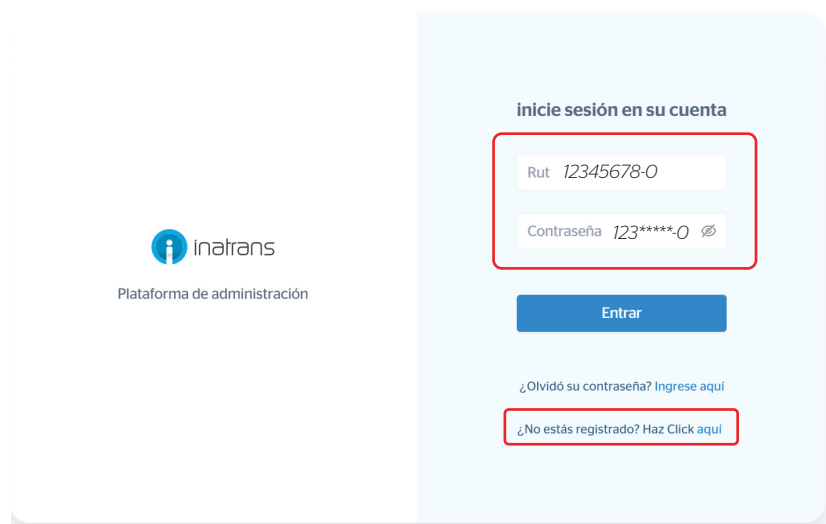 inicie sesión en su cuenta
Rut 12345678-0
Contraseña 123*****-0
inatrans
Plataforma de administración
Entrar
¿Olvidó su contraseña? Ingrese aquí
¿No estás registrado? Haz Click aquí